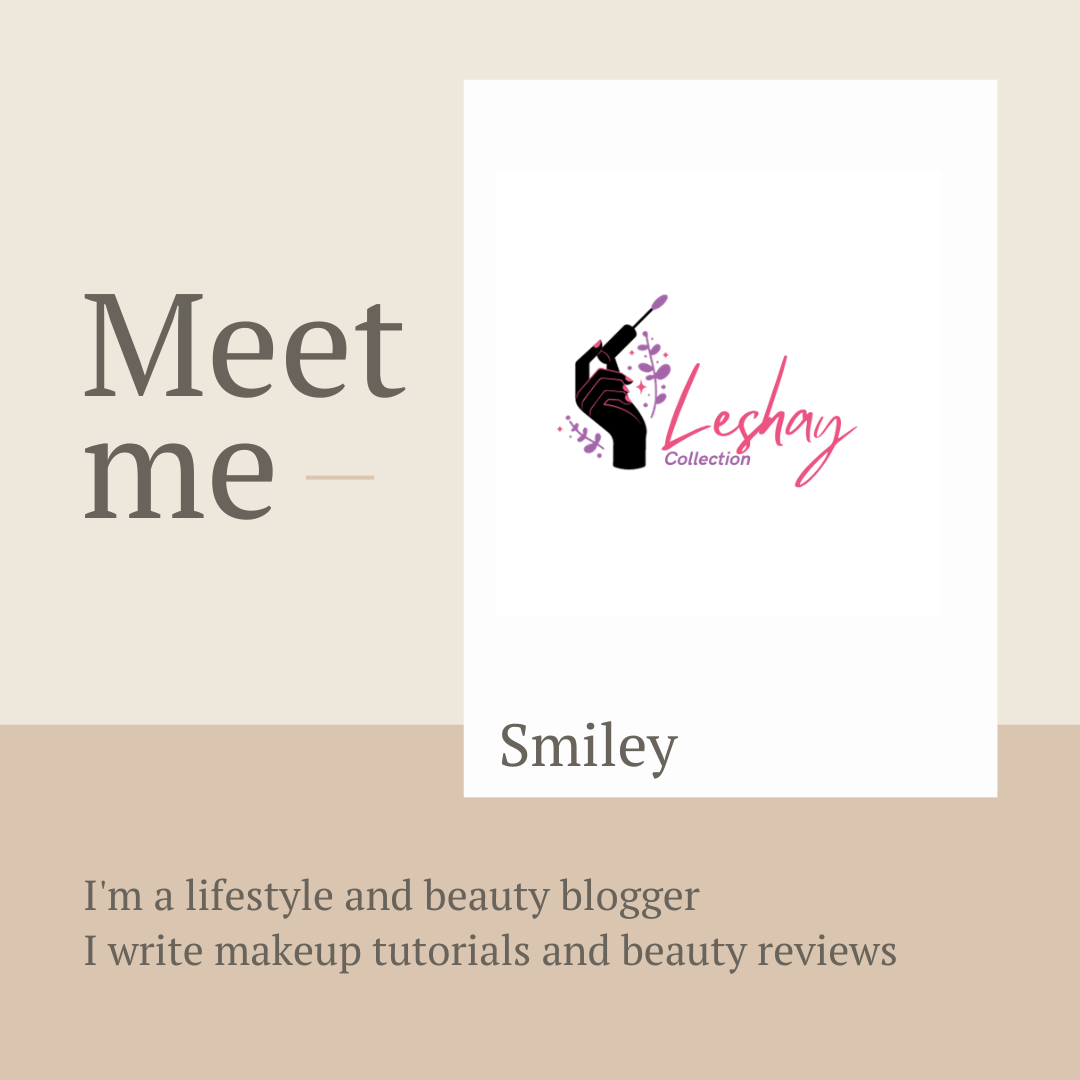 Meet
me —
Leshay
Collection
Smiley
I'm a lifestyle and beauty blogger
I write makeup tutorials and beauty reviews